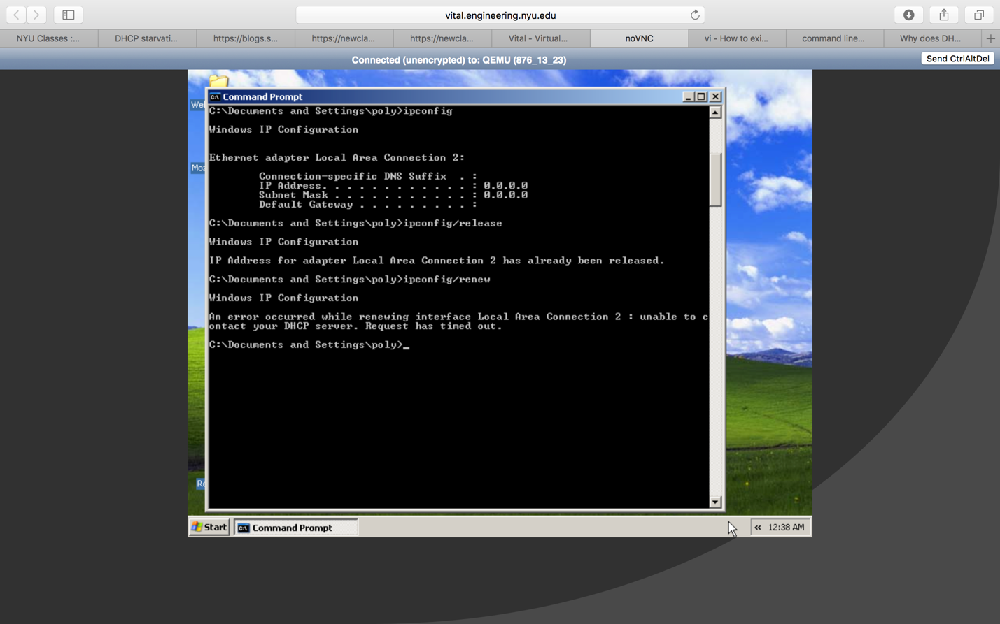 vital.engineering.nyu.edu
NYU Classes :...
DHCP starvati...
https://blogs.s...
https://newcla...
https://newcla...
Vital - Virtual...
noVNC
vi - How to exi...
command line...
Why does DH...
Connected (unencrypted) to: QEMU (876_13_23)
Send CtrlAltDel
Command Prompt
C:\Documents and Settings\poly>ipconfig
Windows IP Configuration
Ethernet adapter Local Area Connection 2:
Connection-specific DNS Suffix . :
IP Address. . . . . . . . . . . . : 0.0.0.0
Subnet Mask . . . . . . . . . . . : 0.0.0.0
Default Gateway . . . . . . . . . :
C:\Documents and Settings\poly>ipconfig/release
Windows IP Configuration
IP Address for adapter Local Area Connection 2 has already been released.
C:\Documents and Settings\poly>ipconfig/renew
Windows IP Configuration
An error occurred while renewing interface Local Area Connection 2 : unable to c
ontact your DHCP server. Request has timed out.
C:\Documents and Settings\poly>_
Wel
Moz
Re
Start
Command Prompt
« 12:38 AM